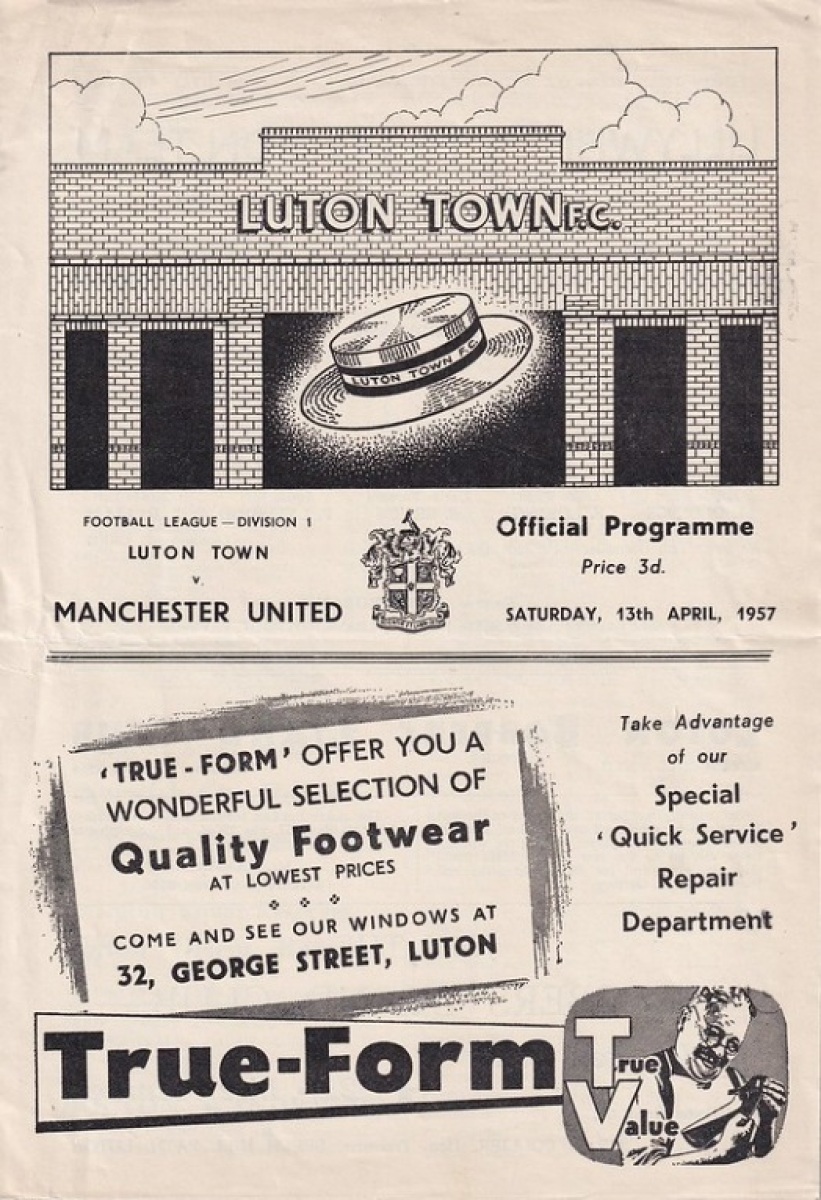 LUTON TOWN F.C.
LUTON TOWN F.C.
FOOTBALL LEAGUE — DIVISION 1
LUTON TOWN
v.
MANCHESTER UNITED
Official Programme
Price 3d.
SATURDAY, 13th APRIL, 1957
'TRUE-FORM' OFFER YOU A
WONDERFUL SELECTION OF
Quality Footwear
AT LOWEST PRICES
COME AND SEE OUR WINDOWS AT
32, GEORGE STREET, LUTON
Take Advantage
of our
Special
'Quick Service'
Repair
Department
True-Form
True
Value